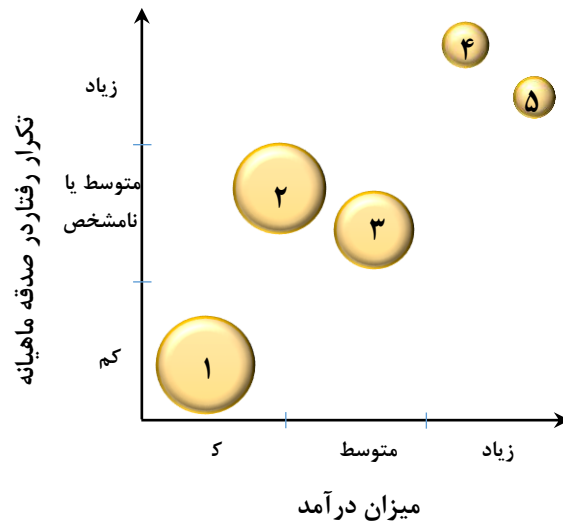 تکرار رفتاردر صدقه ماهیانه
زیاد
متوسط یا
نامشخص
کم
۴
۵
۲
۳
۱
ک
متوسط
زیاد
میزان درآمد